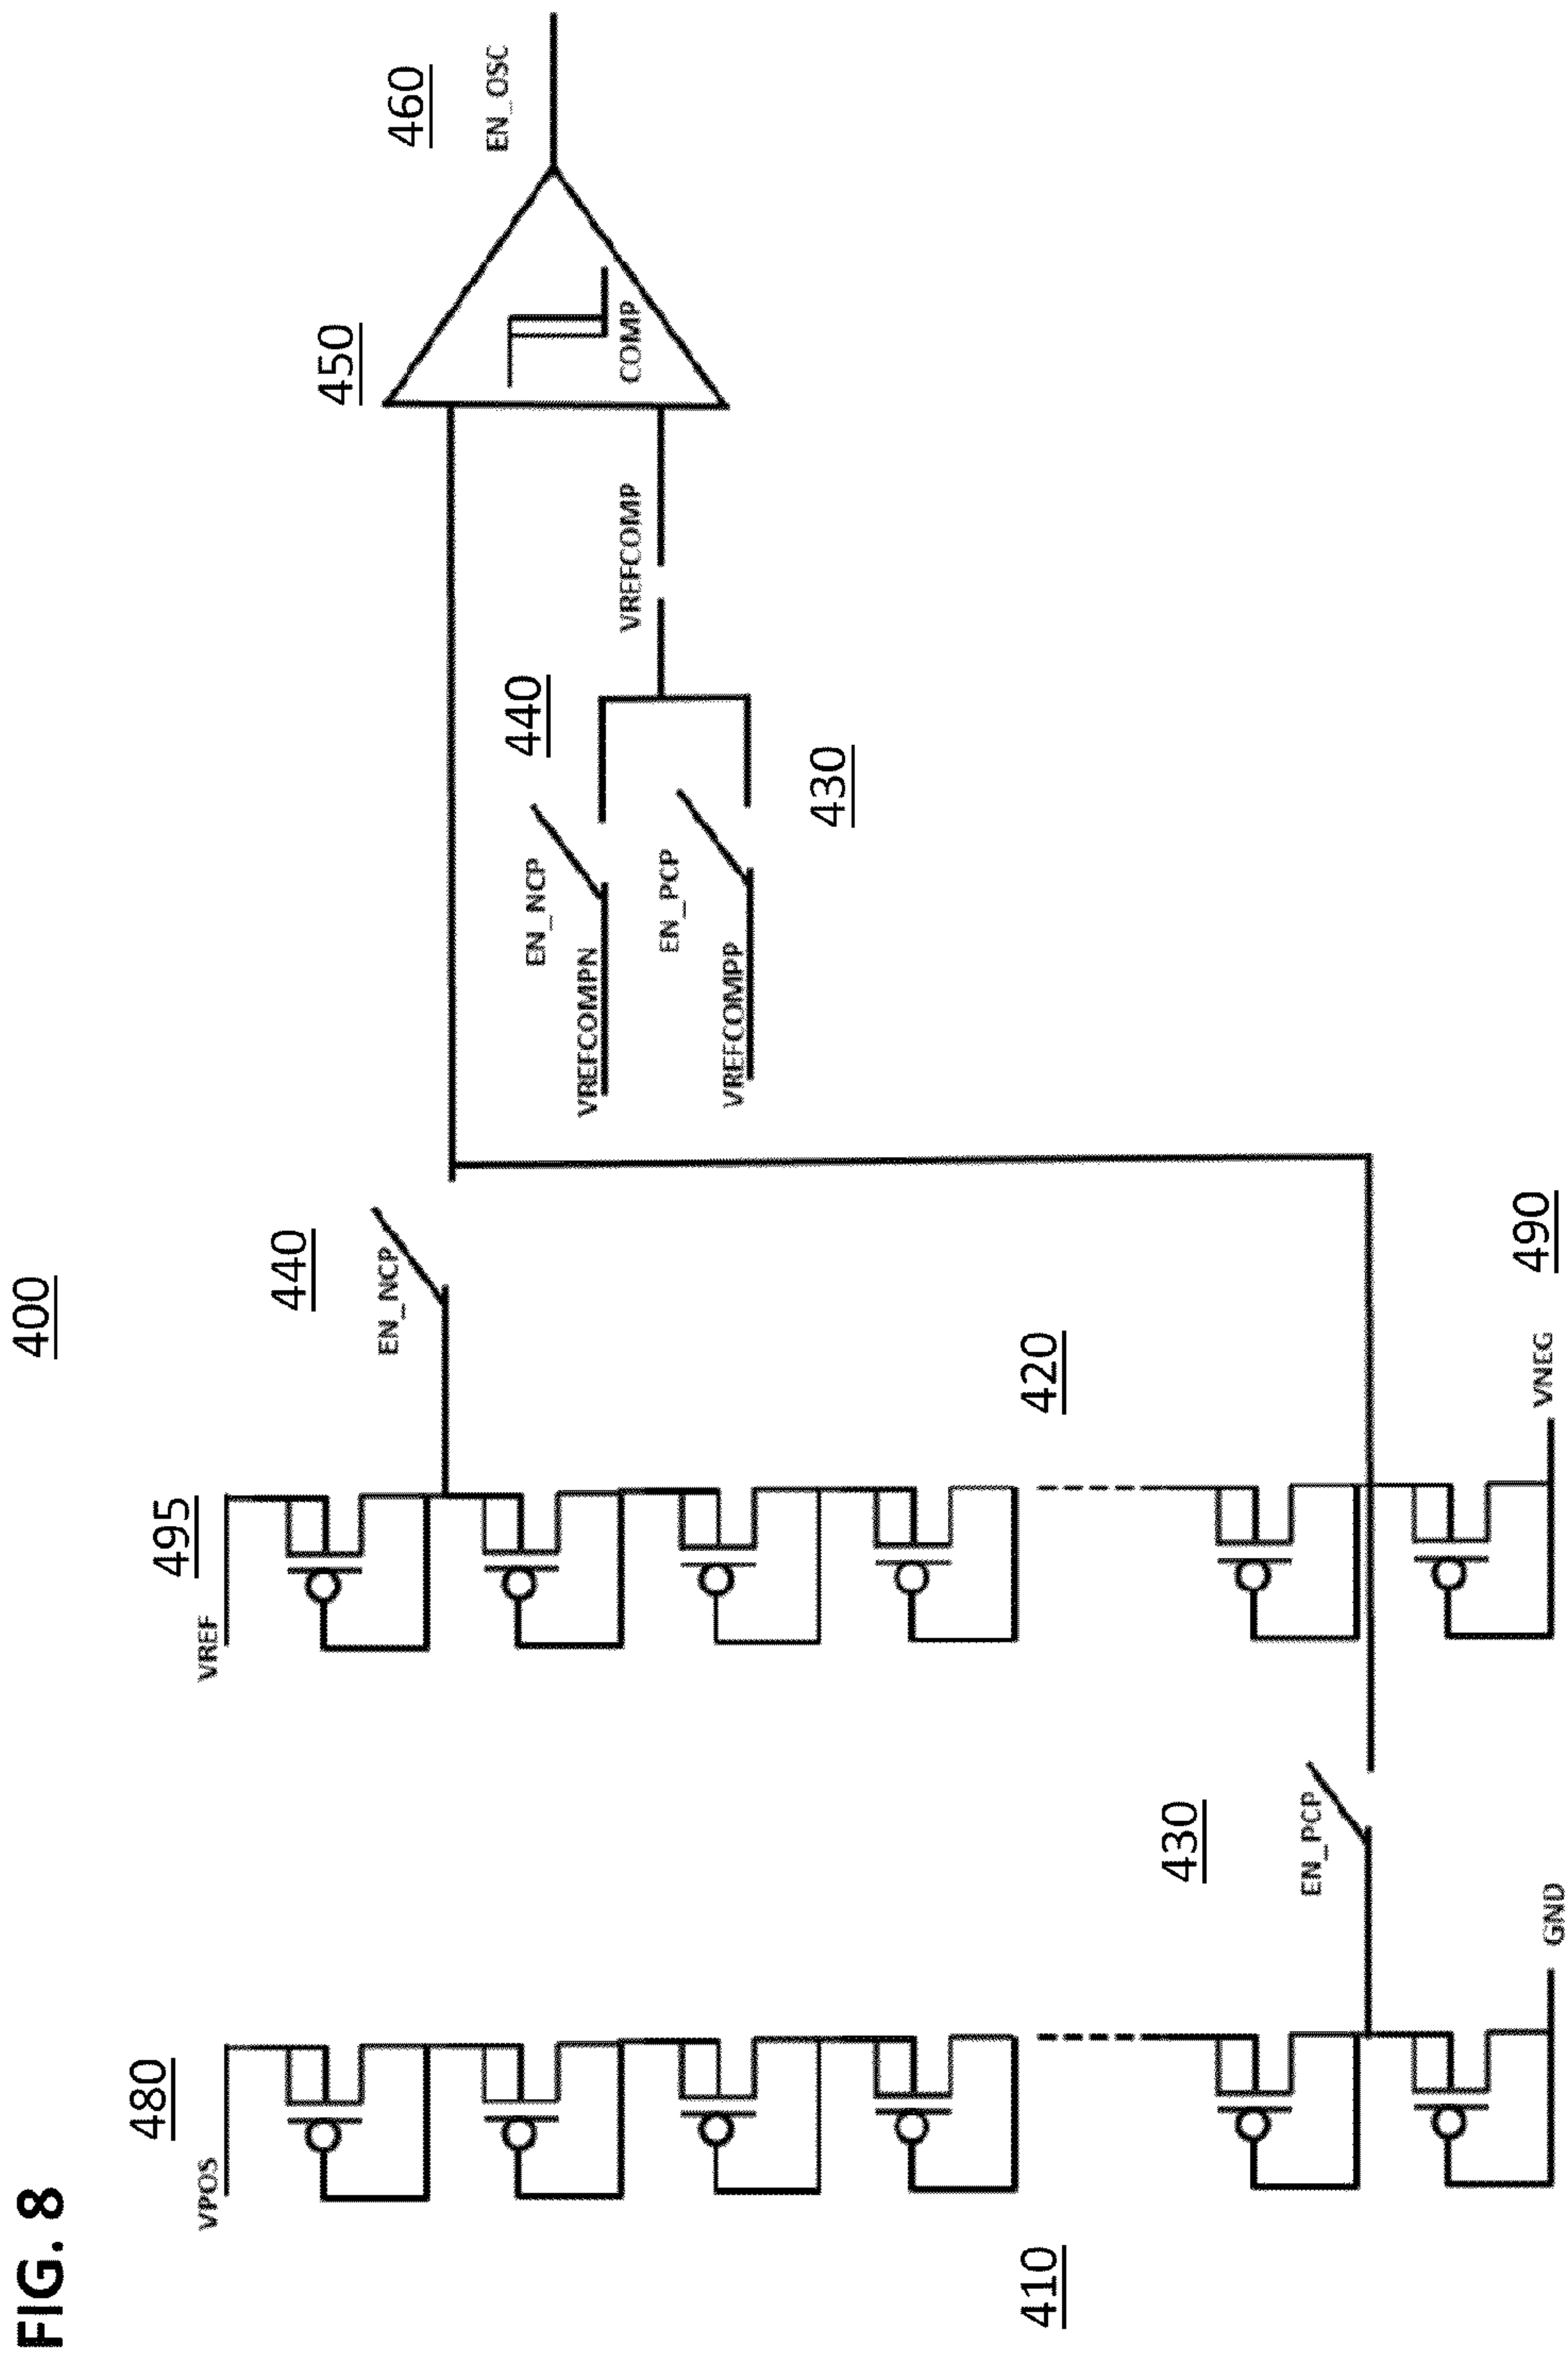 FIG. 8
400
480
VPOS
495
VREF
440
EN_NCP
450
460
EN_OSC
COMP
440
EN_NCP
VREFCOMPN
VREFCOMP
EN_PCP
VREFCOMPP
430
410
420
430
EN_PCP
GND
VNEG
490